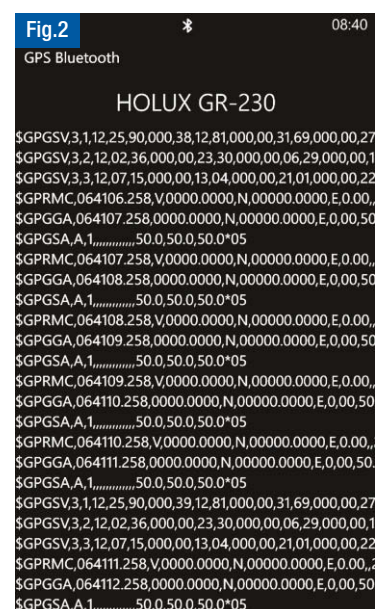 Fig.2
08:40
GPS Bluetooth
HOLUX GR-230
$GPGSV,3,1,12,25,90,000,38,12,81,000,00,31,69,000,00,27
$GPGSV,3,2,12,02,36,000,00,23,30,000,00,06,29,000,00,1
$GPGSV,3,3,12,07,15,000,00,13,04,000,00,21,01,000,00,22
$GPRMC,064106.258,V,0000.0000,N,00000.0000,E,0.00,,
$GPGGA,064107.258,0000.0000,N,00000.0000,E,0,00,50
$GPGSA,A,1,,,,,,,,,,,,,50.0,50.0,50.0*05
$GPRMC,064107.258,V,0000.0000,N,00000.0000,E,0.00,,
$GPGGA,064108.258,0000.0000,N,00000.0000,E,0,00,50
$GPGSA,A,1,,,,,,,,,,,,,50.0,50.0,50.0*05
$GPRMC,064108.258,V,0000.0000,N,00000.0000,E,0.00,,
$GPGGA,064109.258,0000.0000,N,00000.0000,E,0,00,50
$GPGSA,A,1,,,,,,,,,,,,,50.0,50.0,50.0*05
$GPRMC,064109.258,V,0000.0000,N,00000.0000,E,0.00,,
$GPGGA,064110.258,0000.0000,N,00000.0000,E,0,00,50
$GPGSA,A,1,,,,,,,,,,,,,50.0,50.0,50.0*05
$GPRMC,064110.258,V,0000.0000,N,00000.0000,E,0.00,,
$GPGGA,064111.258,0000.0000,N,00000.0000,E,0,00,50.
$GPGSA,A,1,,,,,,,,,,,,,50.0,50.0,50.0*05
$GPGSV,3,1,12,25,90,000,39,12,81,000,00,31,69,000,00,27
$GPGSV,3,2,12,02,36,000,00,23,30,000,00,06,29,000,00,1
$GPGSV,3,3,12,07,15,000,00,13,04,000,00,21,01,000,00,22
$GPRMC,064111.258,V,0000.0000,N,00000.0000,E,0.00,,2
$GPGGA,064112.258,0000.0000,N,00000.0000,E,0,00,50
$GPGSA,A,1,,,,,,,,,,,,,50.0,50.0,50.0*05